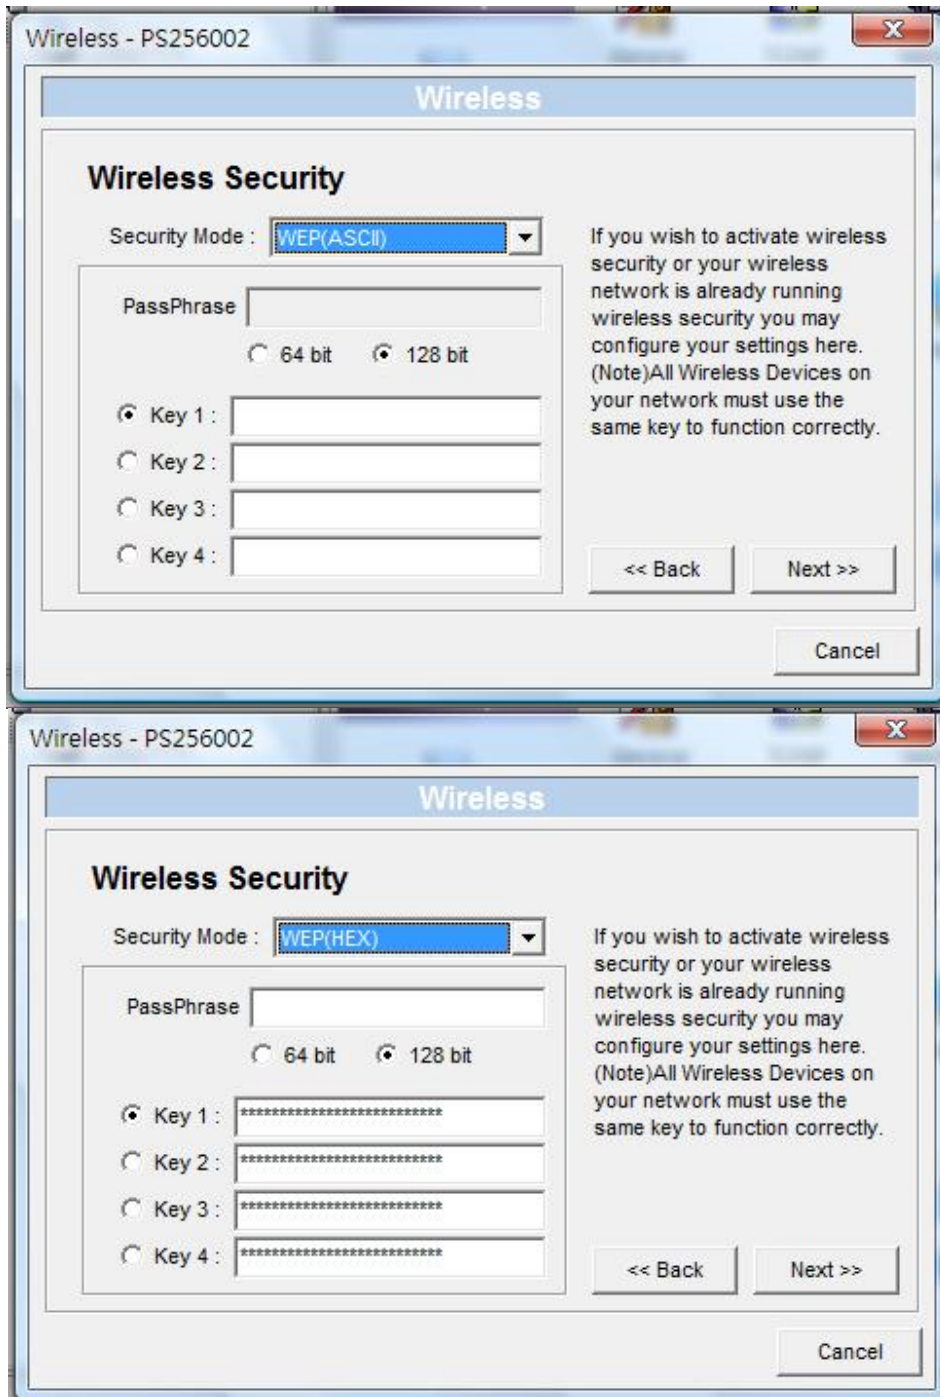 Wireless - PS256002
Wireless
Wireless Security
Security Mode : WEP(ASCII)
PassPhrase
64 bit 128 bit
Key 1 :
Key 2 :
Key 3 :
Key 4 :
If you wish to activate wireless
security or your wireless
network is already running
wireless security you may
configure your settings here.
(Note)All Wireless Devices on
your network must use the
same key to function correctly.
<< Back Next >>
Cancel
Wireless - PS256002
Wireless
Wireless Security
Security Mode : WEP(HEX)
PassPhrase
64 bit 128 bit
Key 1 : **************************
Key 2 : **************************
Key 3 : **************************
Key 4 : **************************
If you wish to activate wireless
security or your wireless
network is already running
wireless security you may
configure your settings here.
(Note)All Wireless Devices on
your network must use the
same key to function correctly.
<< Back Next >>
Cancel